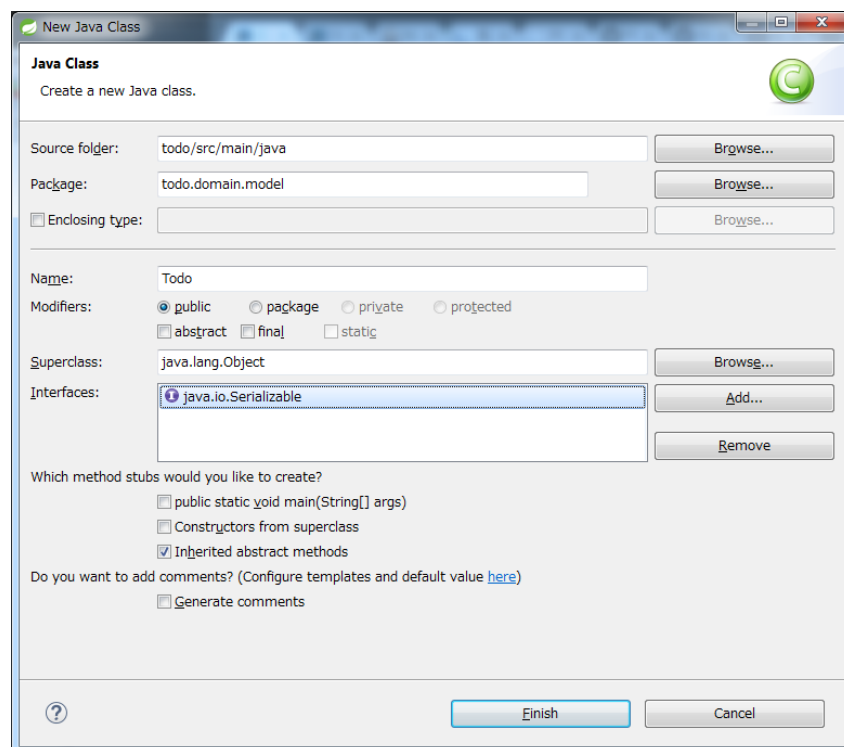 New Java Class
Java Class
Create a new Java class.
C
Source folder: todo/src/main/java Browse...
Package: todo.domain.model Browse...
Enclosing type: Browse...
Name: Todo
Modifiers: public package private protected
abstract final static
Superclass: java.lang.Object Browse...
Interfaces: I java.io.Serializable Add...
Remove
Which method stubs would you like to create?
public static void main(String[] args)
Constructors from superclass
Inherited abstract methods
Do you want to add comments? (Configure templates and default value here)
Generate comments
? Finish Cancel